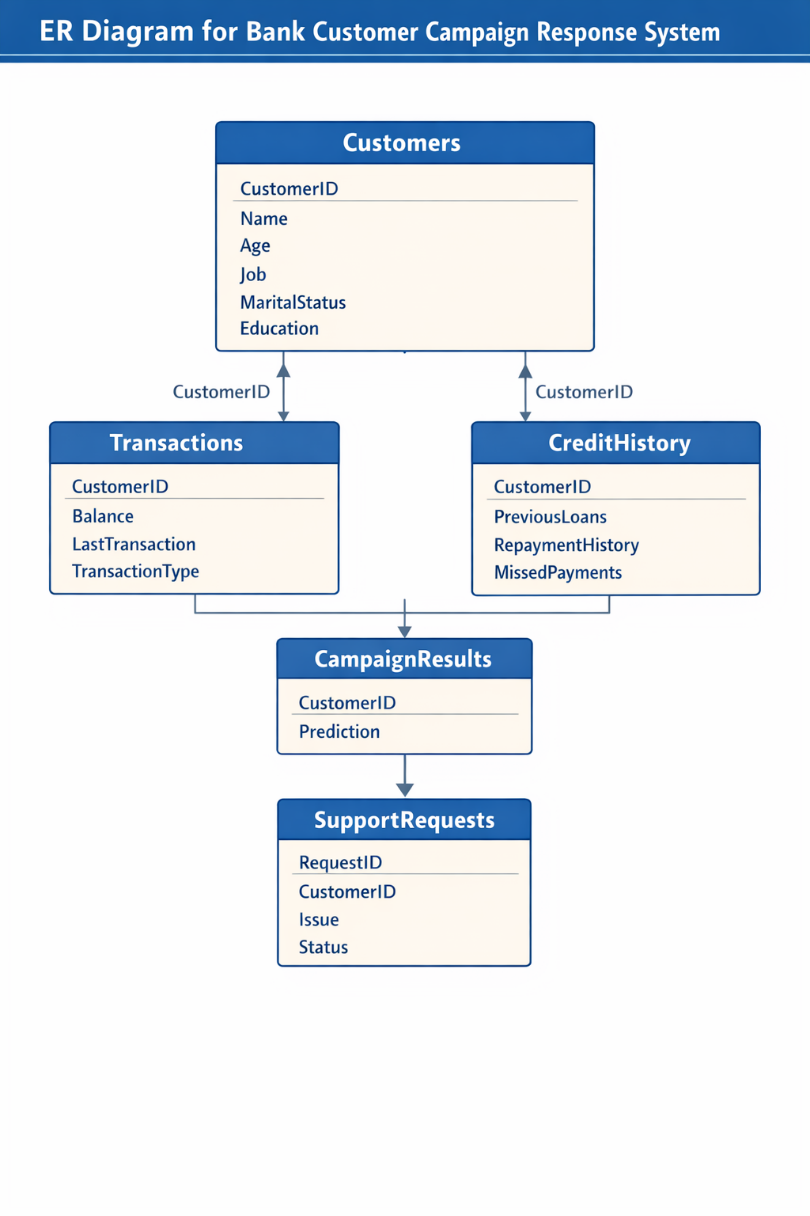 ER Diagram for Bank Customer Campaign Response System
Customers
CustomerID
Name
Age
Job
MaritalStatus
Education
CustomerID
CustomerID
Transactions
CustomerID
Balance
LastTransaction
TransactionType
CreditHistory
CustomerID
PreviousLoans
RepaymentHistory
MissedPayments
CampaignResults
CustomerID
Prediction
SupportRequests
RequestID
CustomerID
Issue
Status